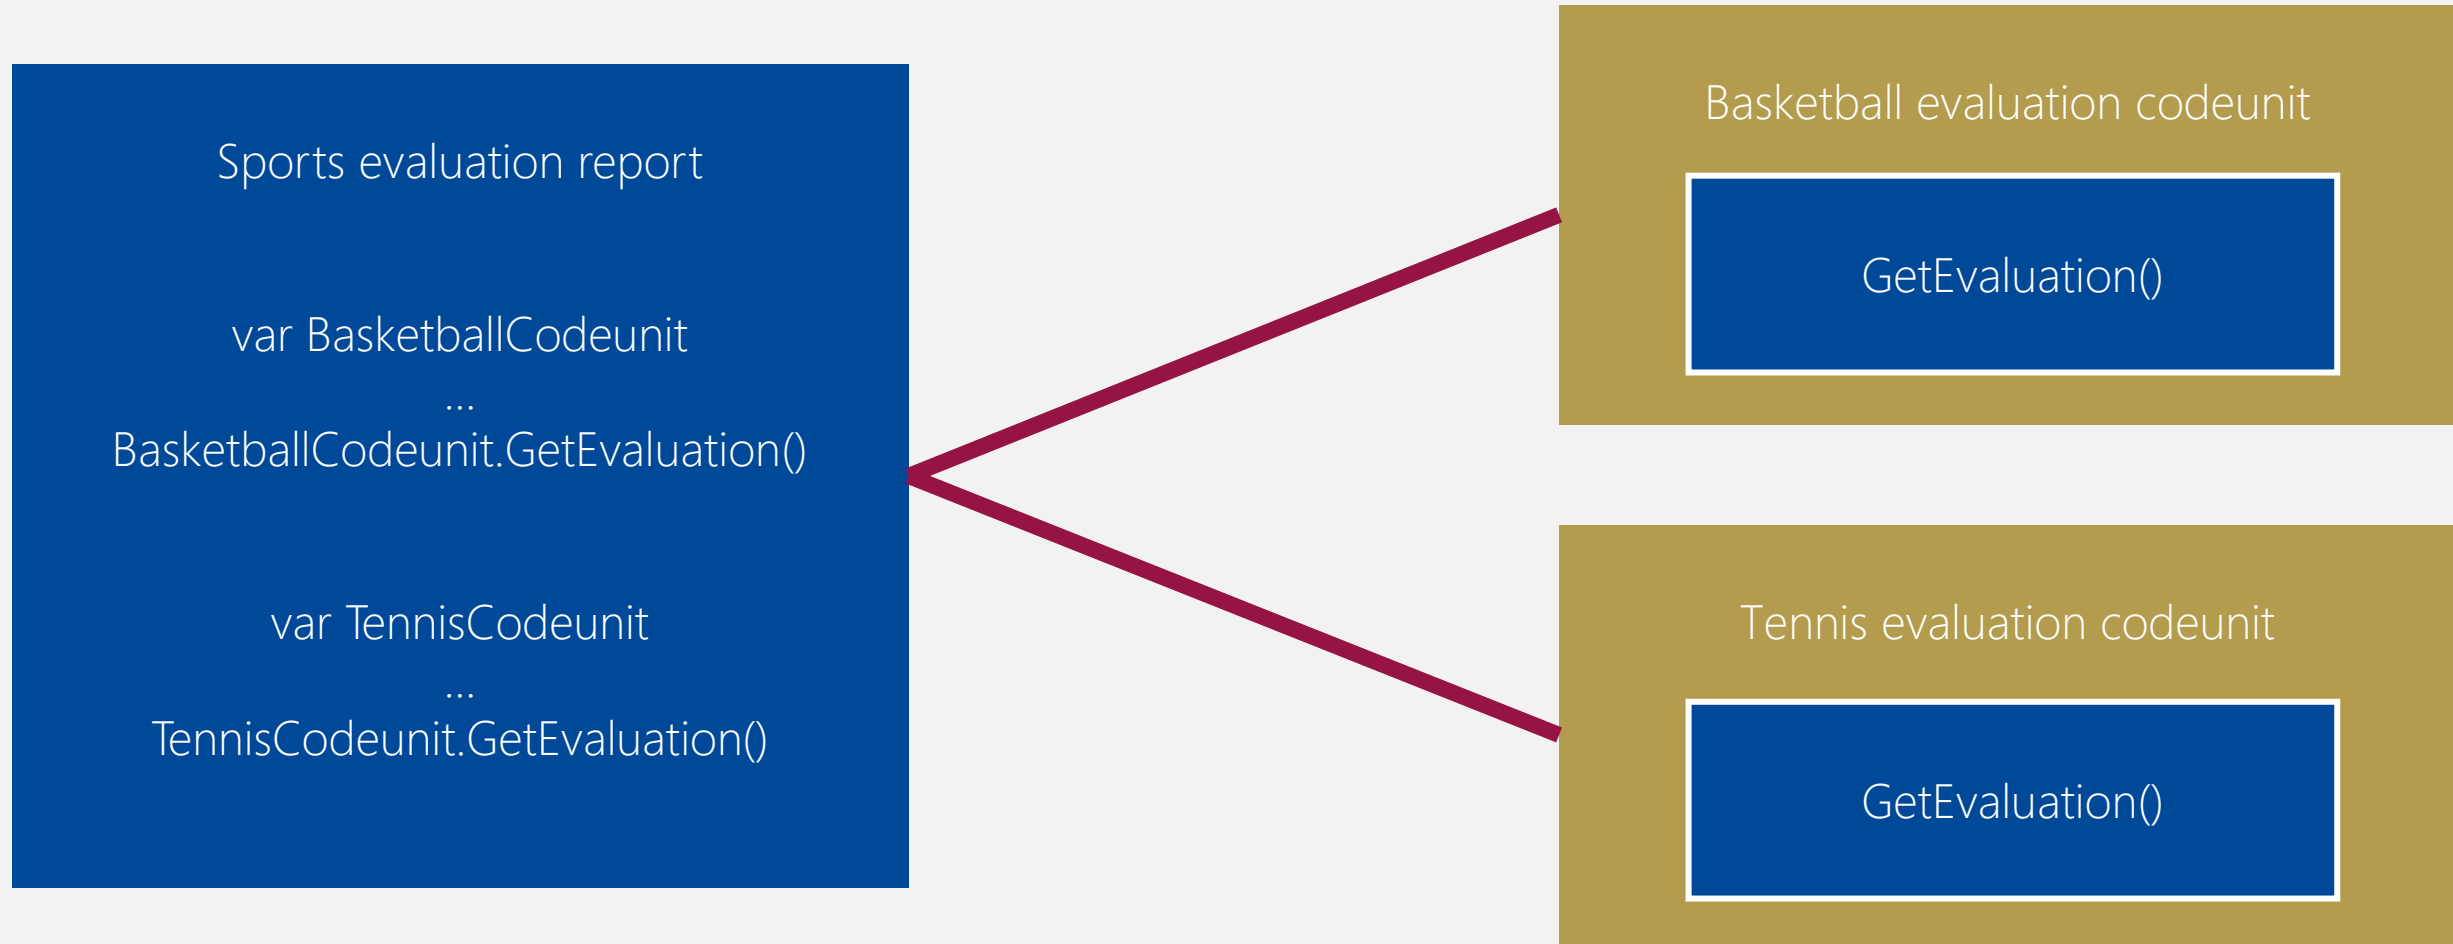 Sports evaluation report
var BasketballCodeunit
...
BasketballCodeunit.GetEvaluation()
var TennisCodeunit
...
TennisCodeunit.GetEvaluation()
Basketball evaluation codeunit
GetEvaluation()
Tennis evaluation codeunit
GetEvaluation()